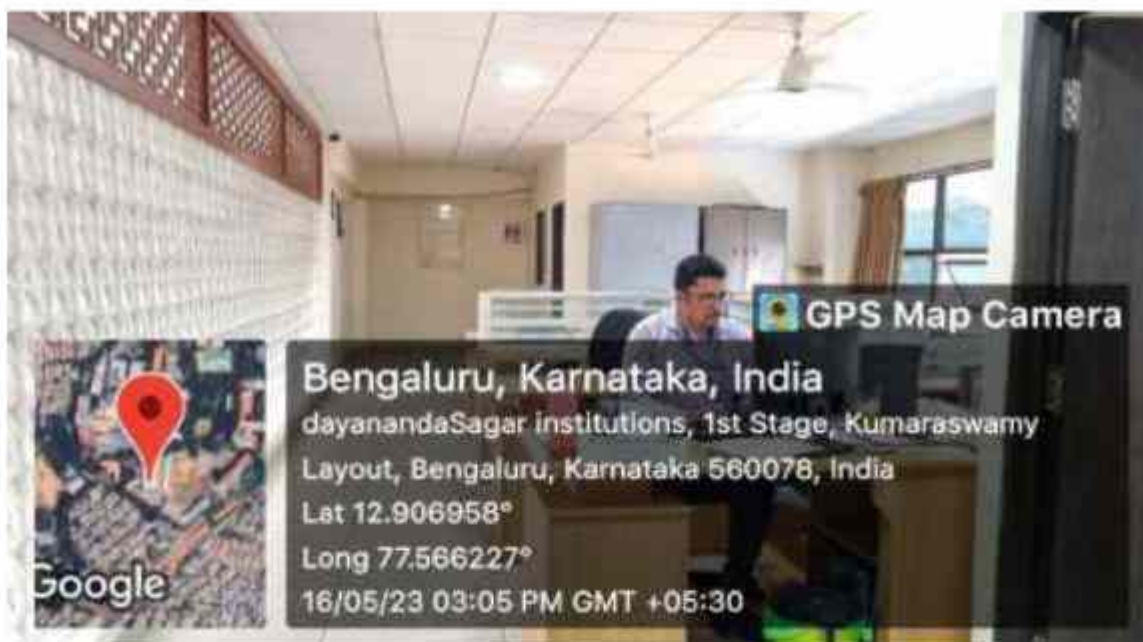 GPS Map Camera
Bengaluru, Karnataka, India
dayanandaSagar institutions, 1st Stage, Kumaraswamy
Layout, Bengaluru, Karnataka 560078, India
Lat 12.906958°
Long 77.566227°
16/05/23 03:05 PM GMT +05:30
Google